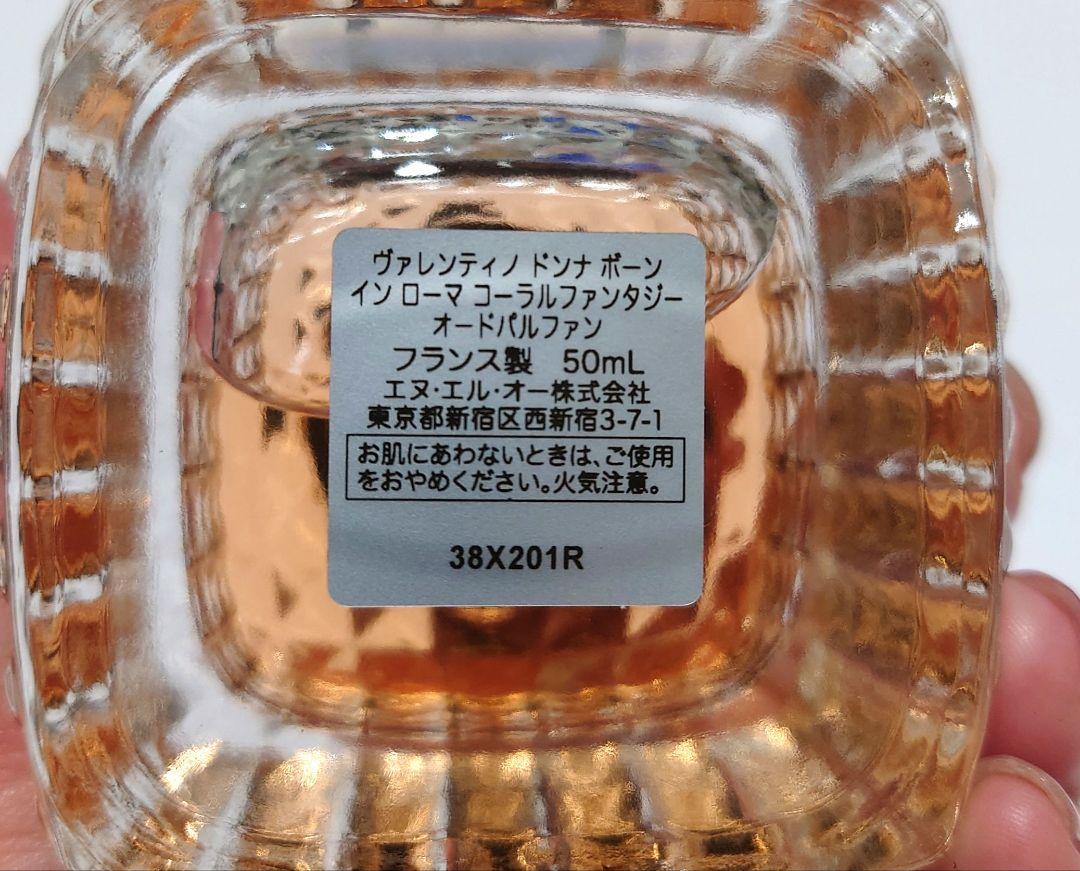 ヴァレンティノ ドンナ ボーン
イン ローマ コーラルファンタジー
オードパルファン
フランス製　50mL
エヌ・エル・オー株式会社
東京都新宿区西新宿3-7-1
お肌にあわないときは、ご使用
をおやめください。火気注意。
38X201R